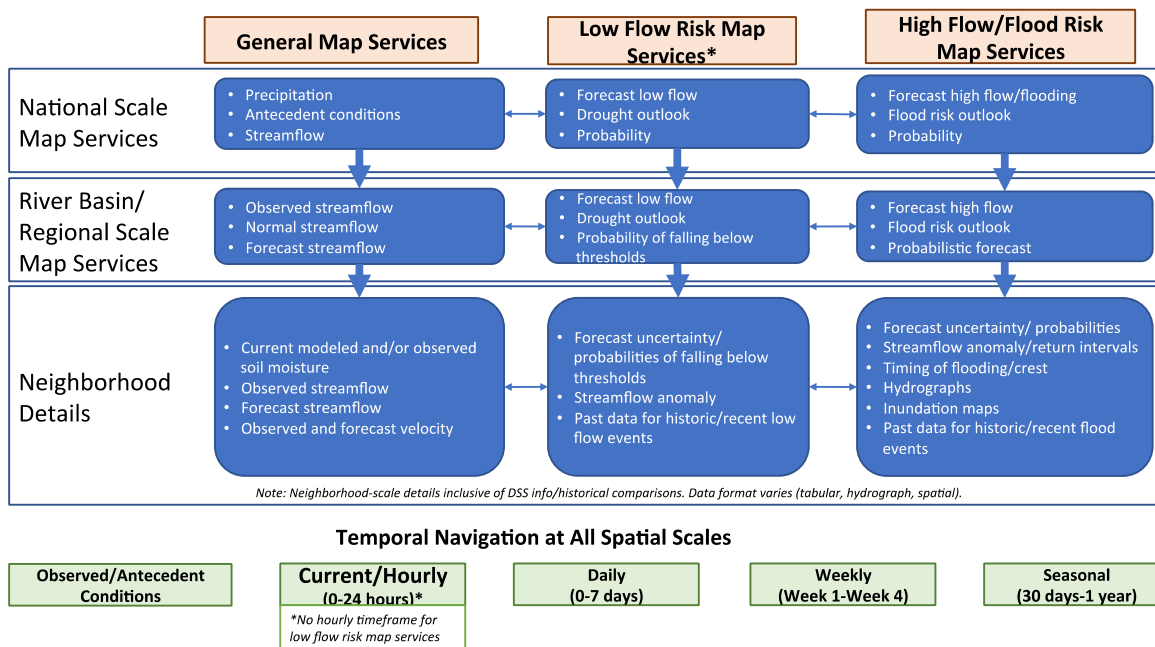 General Map Services
Low Flow Risk Map
Services*
High Flow/Flood Risk
Map Services
National Scale
Map Services
• Precipitation
• Antecedent conditions
• Streamflow
• Forecast low flow
• Drought outlook
• Probability
• Forecast high flow/flooding
• Flood risk outlook
• Probability
River Basin/
Regional Scale
Map Services
• Observed streamflow
• Normal streamflow
• Forecast streamflow
• Forecast low flow
• Drought outlook
• Probability of falling below
thresholds
• Forecast high flow
• Flood risk outlook
• Probabilistic forecast
Neighborhood
Details
• Current modeled and/or observed
soil moisture
• Observed streamflow
• Forecast streamflow
• Observed and forecast velocity
• Forecast uncertainty/
probabilities of falling below
thresholds
• Streamflow anomaly
• Past data for historic/recent low
flow events
• Forecast uncertainty/ probabilities
• Streamflow anomaly/return intervals
• Timing of flooding/crest
• Hydrographs
• Inundation maps
• Past data for historic/recent flood
events
Note: Neighborhood-scale details inclusive of DSS info/historical comparisons. Data format varies (tabular, hydrograph, spatial).
Temporal Navigation at All Spatial Scales
Observed/Antecedent
Conditions
Current/Hourly
(0-24 hours)*
*No hourly timeframe for
low flow risk map services
Daily
(0-7 days)
Weekly
(Week 1-Week 4)
Seasonal
(30 days-1 year)